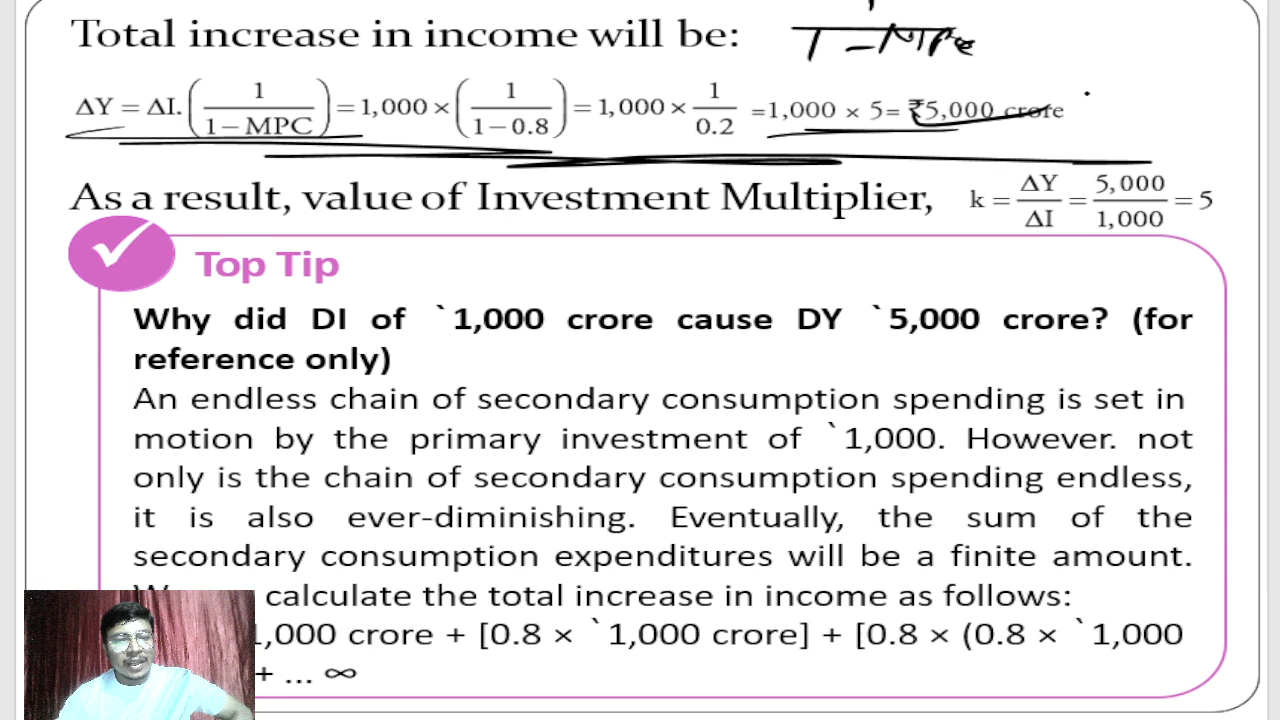 Total increase in income will be:
1 - MPC
ΔY = ΔI. (1 / 1 – MPC) = 1,000 × (1 / 1 – 0.8) = 1,000 × 1 / 0.2 =1,000 × 5= ₹5,000 crore
As a result, value of Investment Multiplier, k = ΔY / ΔI = 5,000 / 1,000 = 5
Top Tip
Why did DI of `1,000 crore cause DY `5,000 crore? (for
reference only)
An endless chain of secondary consumption spending is set in
motion by the primary investment of `1,000. However. not
only is the chain of secondary consumption spending endless,
it is also ever-diminishing. Eventually, the sum of the
secondary consumption expenditures will be a finite amount.
calculate the total increase in income as follows:
1,000 crore + [0.8 × `1,000 crore] + [0.8 × (0.8 × `1,000
+ ... ∞